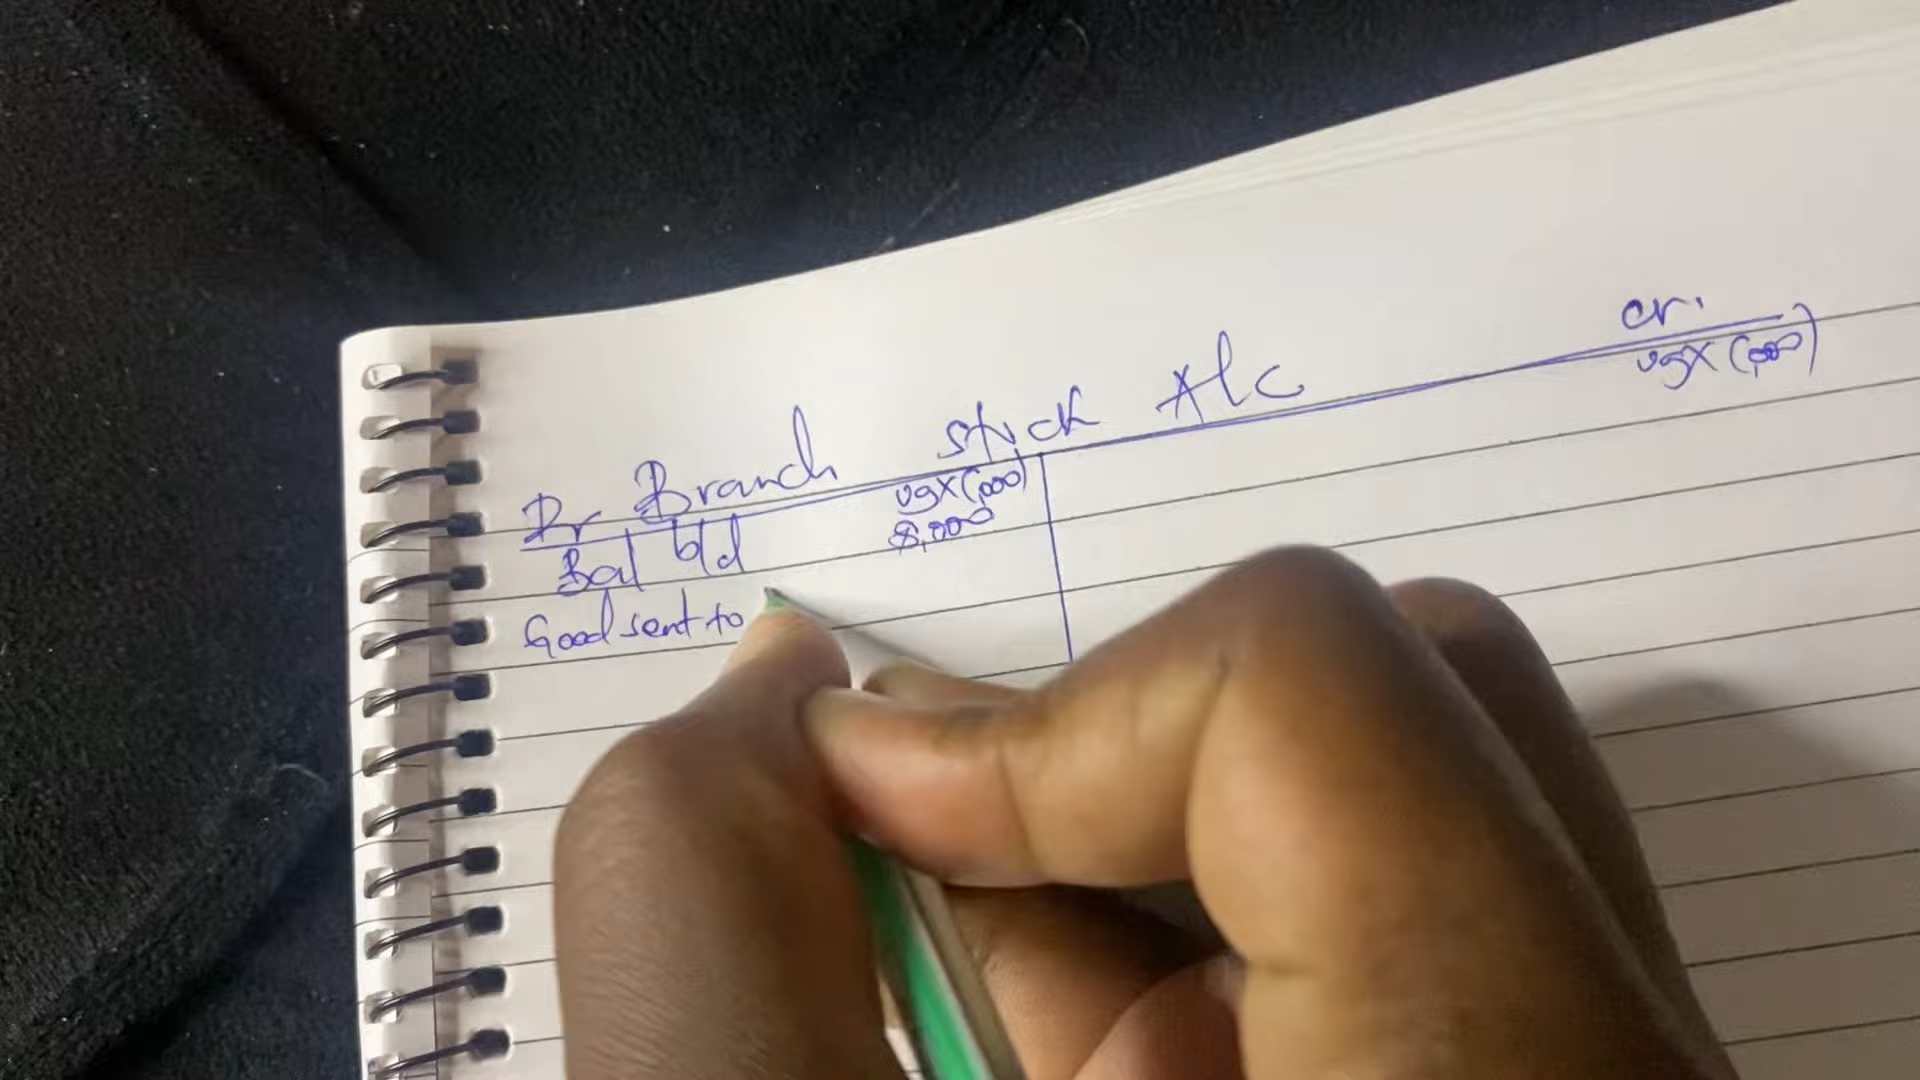 Dr Branch stock A/c cr.
ugx (,000) ugx (,000)
Bal b/d 8,000
Good sent to